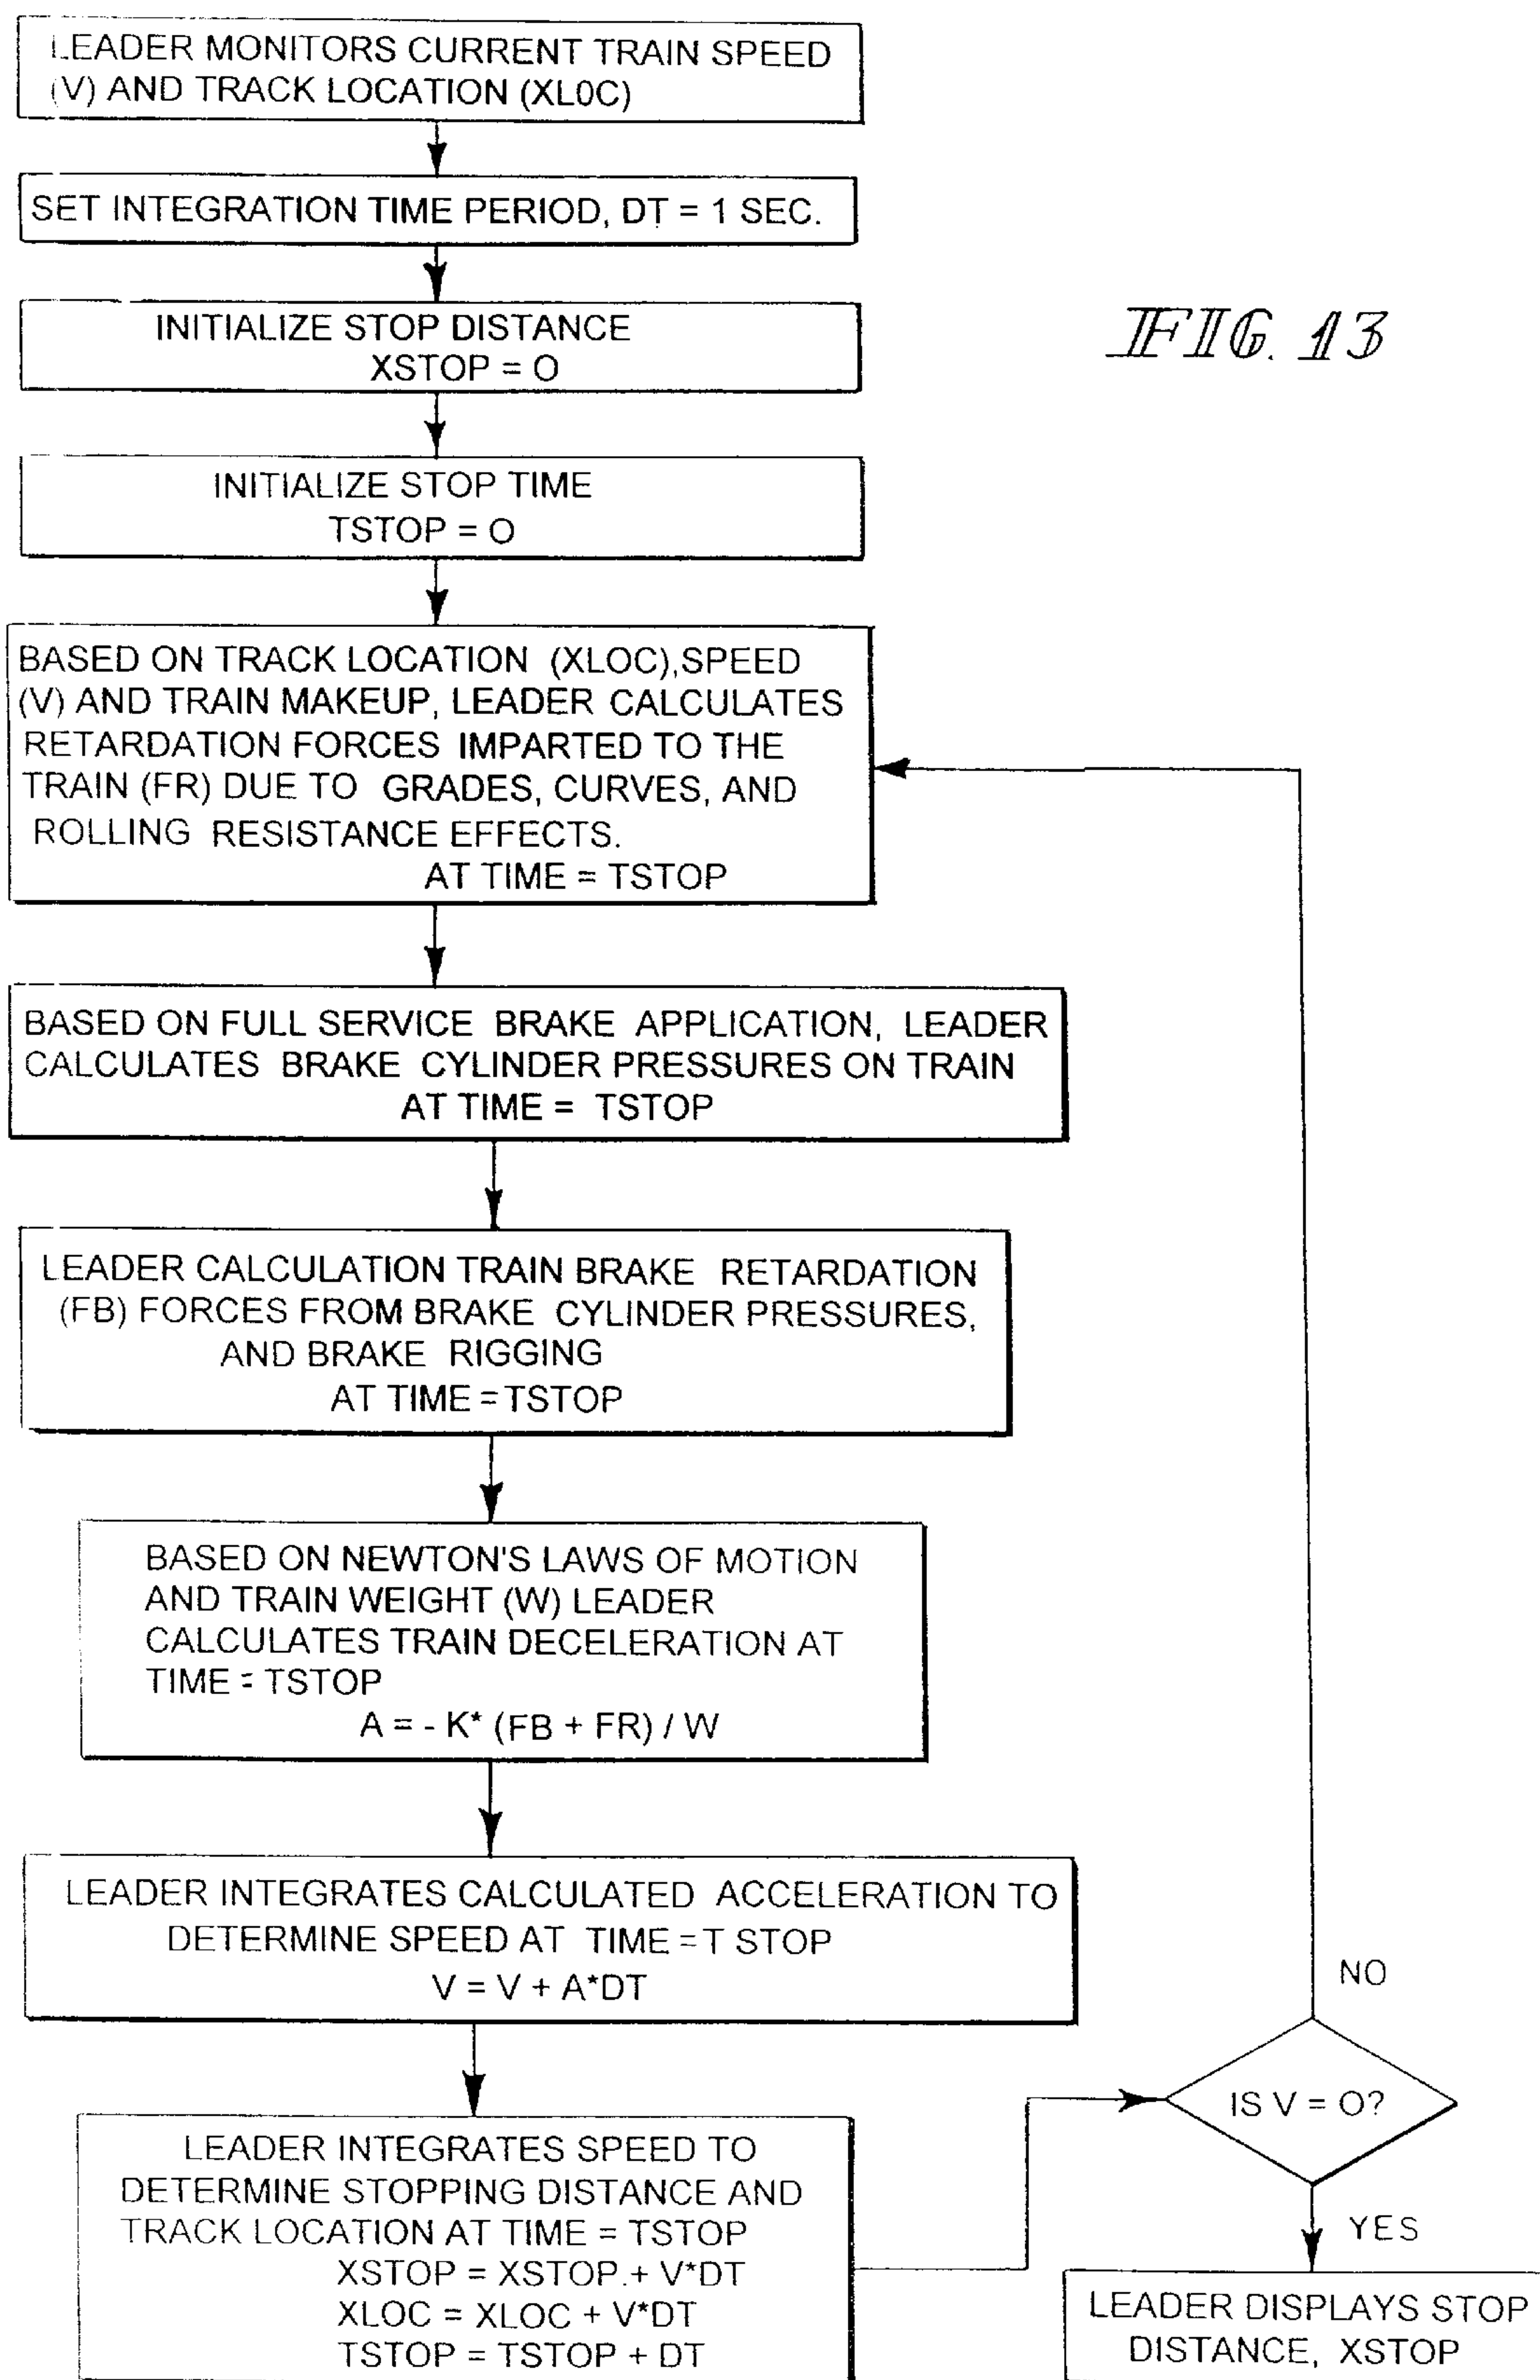 LEADER MONITORS CURRENT TRAIN SPEED
(V) AND TRACK LOCATION (XL0C)
SET INTEGRATION TIME PERIOD, DT = 1 SEC.
INITIALIZE STOP DISTANCE
XSTOP = O
FIG. 13
INITIALIZE STOP TIME
TSTOP = O
BASED ON TRACK LOCATION (XLOC),SPEED
(V) AND TRAIN MAKEUP, LEADER CALCULATES
RETARDATION FORCES IMPARTED TO THE
TRAIN (FR) DUE TO GRADES, CURVES, AND
ROLLING RESISTANCE EFFECTS.
AT TIME = TSTOP
BASED ON FULL SERVICE BRAKE APPLICATION, LEADER
CALCULATES BRAKE CYLINDER PRESSURES ON TRAIN
AT TIME = TSTOP
LEADER CALCULATION TRAIN BRAKE RETARDATION
(FB) FORCES FROM BRAKE CYLINDER PRESSURES,
AND BRAKE RIGGING
AT TIME = TSTOP
BASED ON NEWTON'S LAWS OF MOTION
AND TRAIN WEIGHT (W) LEADER
CALCULATES TRAIN DECELERATION AT
TIME = TSTOP
A = - K* (FB + FR) / W
LEADER INTEGRATES CALCULATED ACCELERATION TO
DETERMINE SPEED AT TIME = T STOP
V = V + A*DT
NO
IS V = O?
YES
LEADER INTEGRATES SPEED TO
DETERMINE STOPPING DISTANCE AND
TRACK LOCATION AT TIME = TSTOP
XSTOP = XSTOP + V*DT
XLOC = XLOC + V*DT
TSTOP = TSTOP + DT
LEADER DISPLAYS STOP
DISTANCE, XSTOP